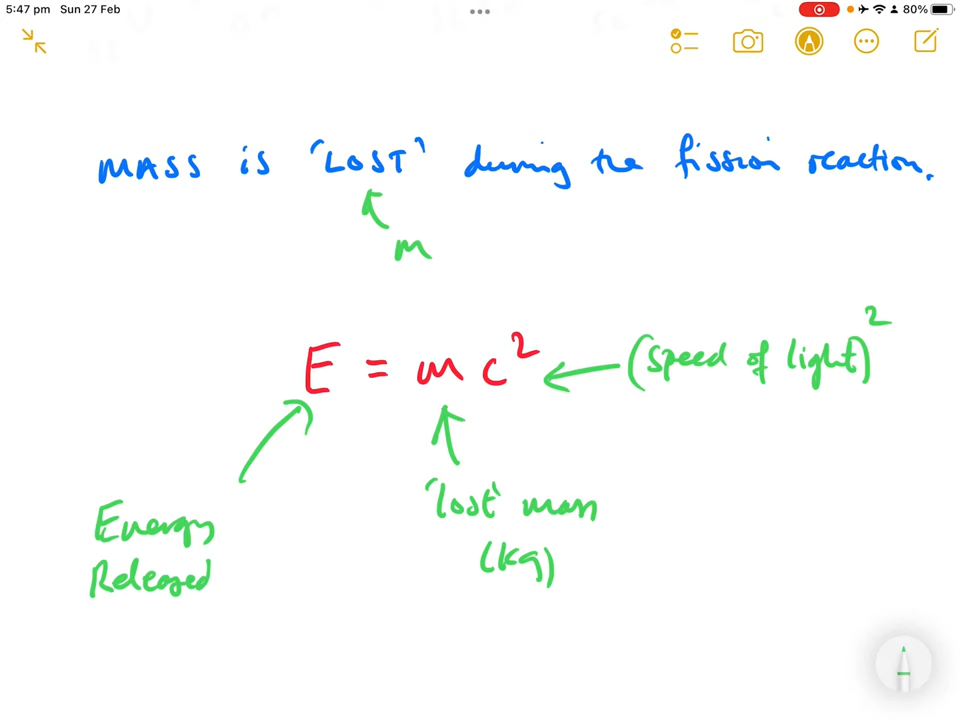 5:47 pm Sun 27 Feb
80%
MASS is 'LOST' during the fission reaction.
m
E = mc² (speed of light)²
'lost' mass
(kg)
Energy
Released